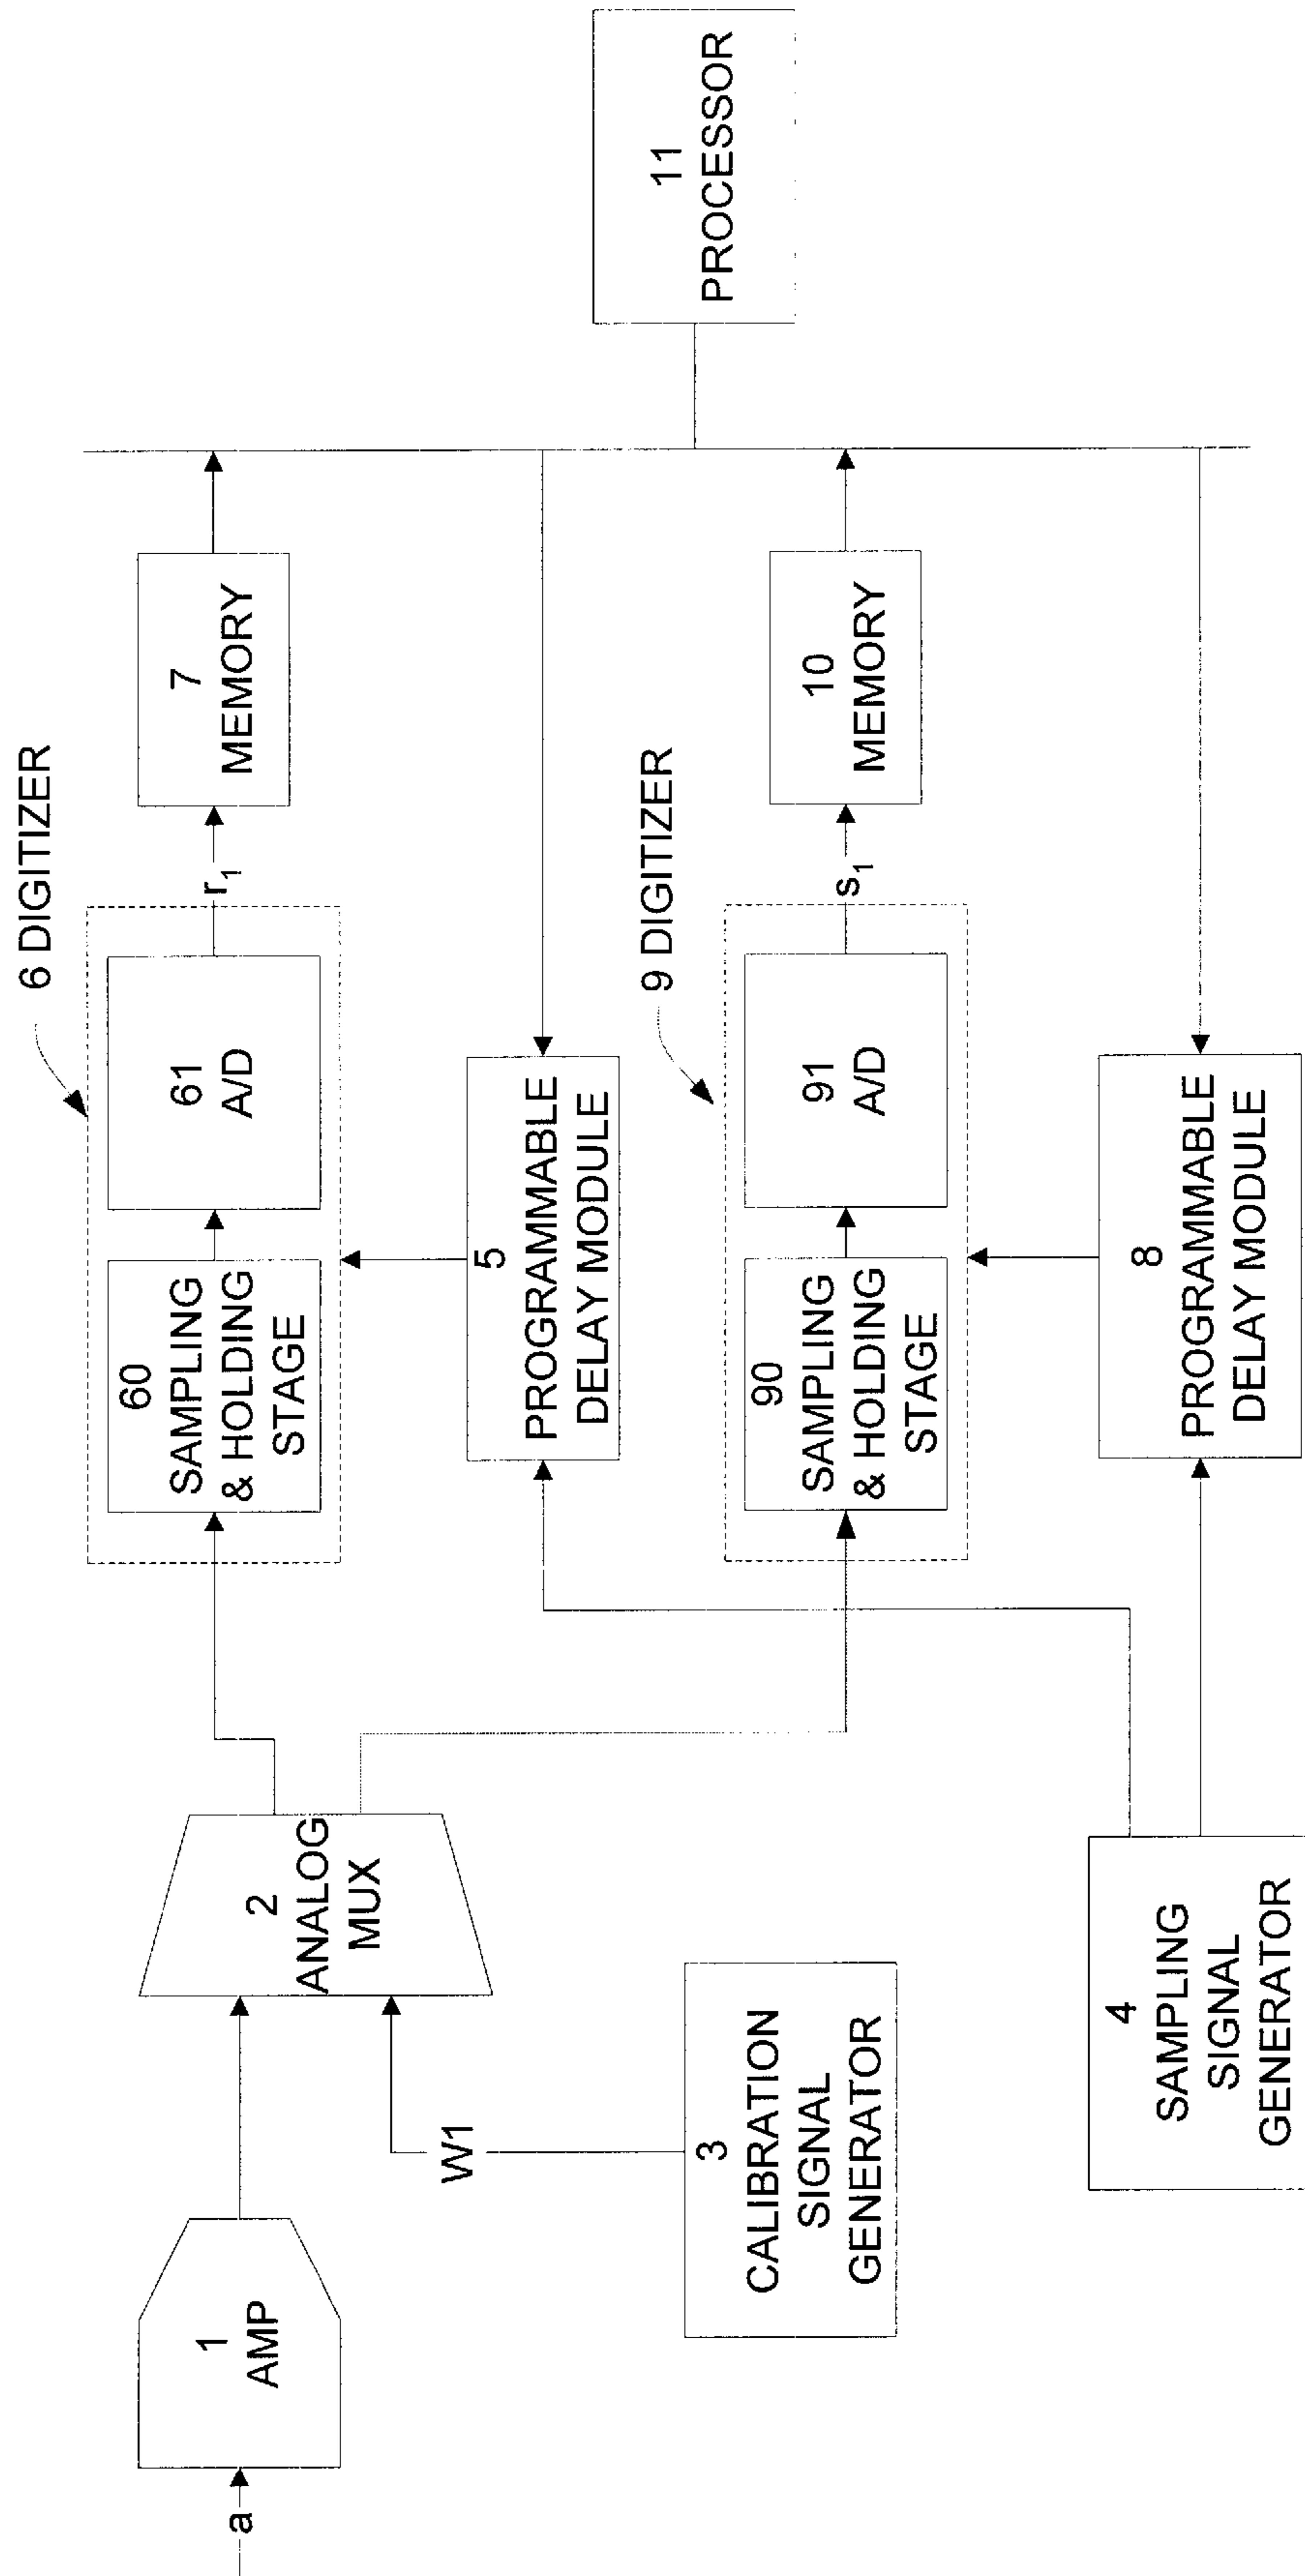 a
1
AMP
2
ANALOG
MUX
W1
3
CALIBRATION
SIGNAL
GENERATOR
4
SAMPLING
SIGNAL
GENERATOR
6 DIGITIZER
60
SAMPLING
& HOLDING
STAGE
61
A/D
r1
7
MEMORY
5
PROGRAMMABLE
DELAY MODULE
9 DIGITIZER
90
SAMPLING
& HOLDING
STAGE
91
A/D
s1
10
MEMORY
8
PROGRAMMABLE
DELAY MODULE
11
PROCESSOR